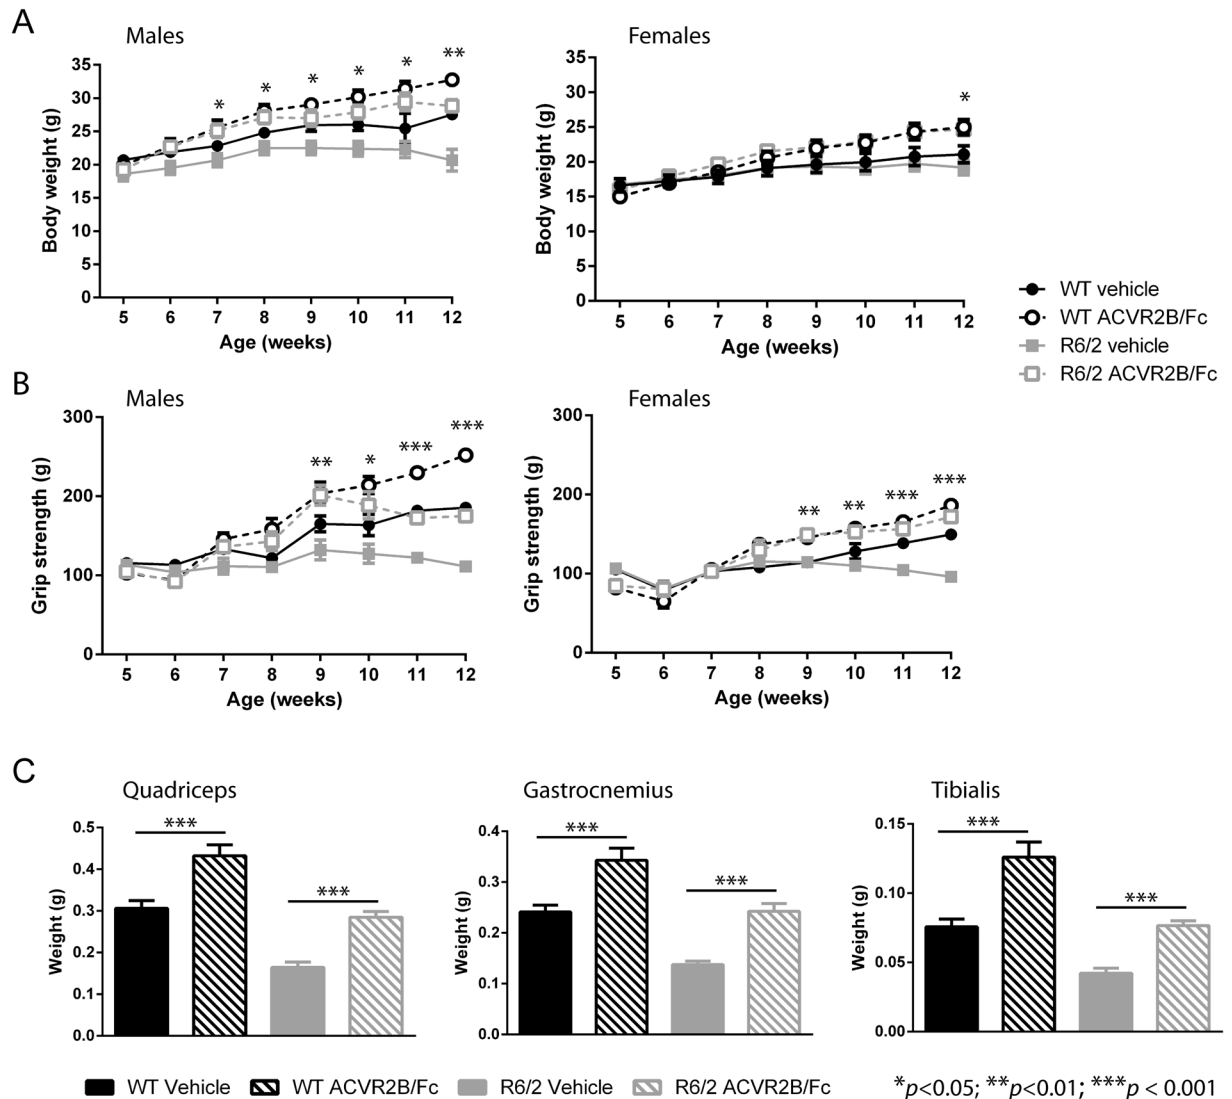 A
Males
Females
* * * * * **
*
35
30
25
20
15
10
5
0
Body weight (g)
5 6 7 8 9 10 11 12
Age (weeks)
35
30
25
20
15
10
5
0
Body weight (g)
5 6 7 8 9 10 11 12
Age (weeks)
WT vehicle
WT ACVR2B/Fc
R6/2 vehicle
R6/2 ACVR2B/Fc
B
Males
Females
** * *** ***
** ** *** ***
300
200
100
0
Grip strength (g)
5 6 7 8 9 10 11 12
Age (weeks)
300
200
100
0
Grip strength (g)
5 6 7 8 9 10 11 12
Age (weeks)
C
Quadriceps
*** ***
0.5
0.4
0.3
0.2
0.1
0.0
Weight (g)
Gastrocnemius
*** ***
0.4
0.3
0.2
0.1
0.0
Weight (g)
Tibialis
*** ***
0.15
0.10
0.05
0.00
Weight (g)
WT Vehicle WT ACVR2B/Fc R6/2 Vehicle R6/2 ACVR2B/Fc
*p<0.05; **p<0.01; ***p < 0.001